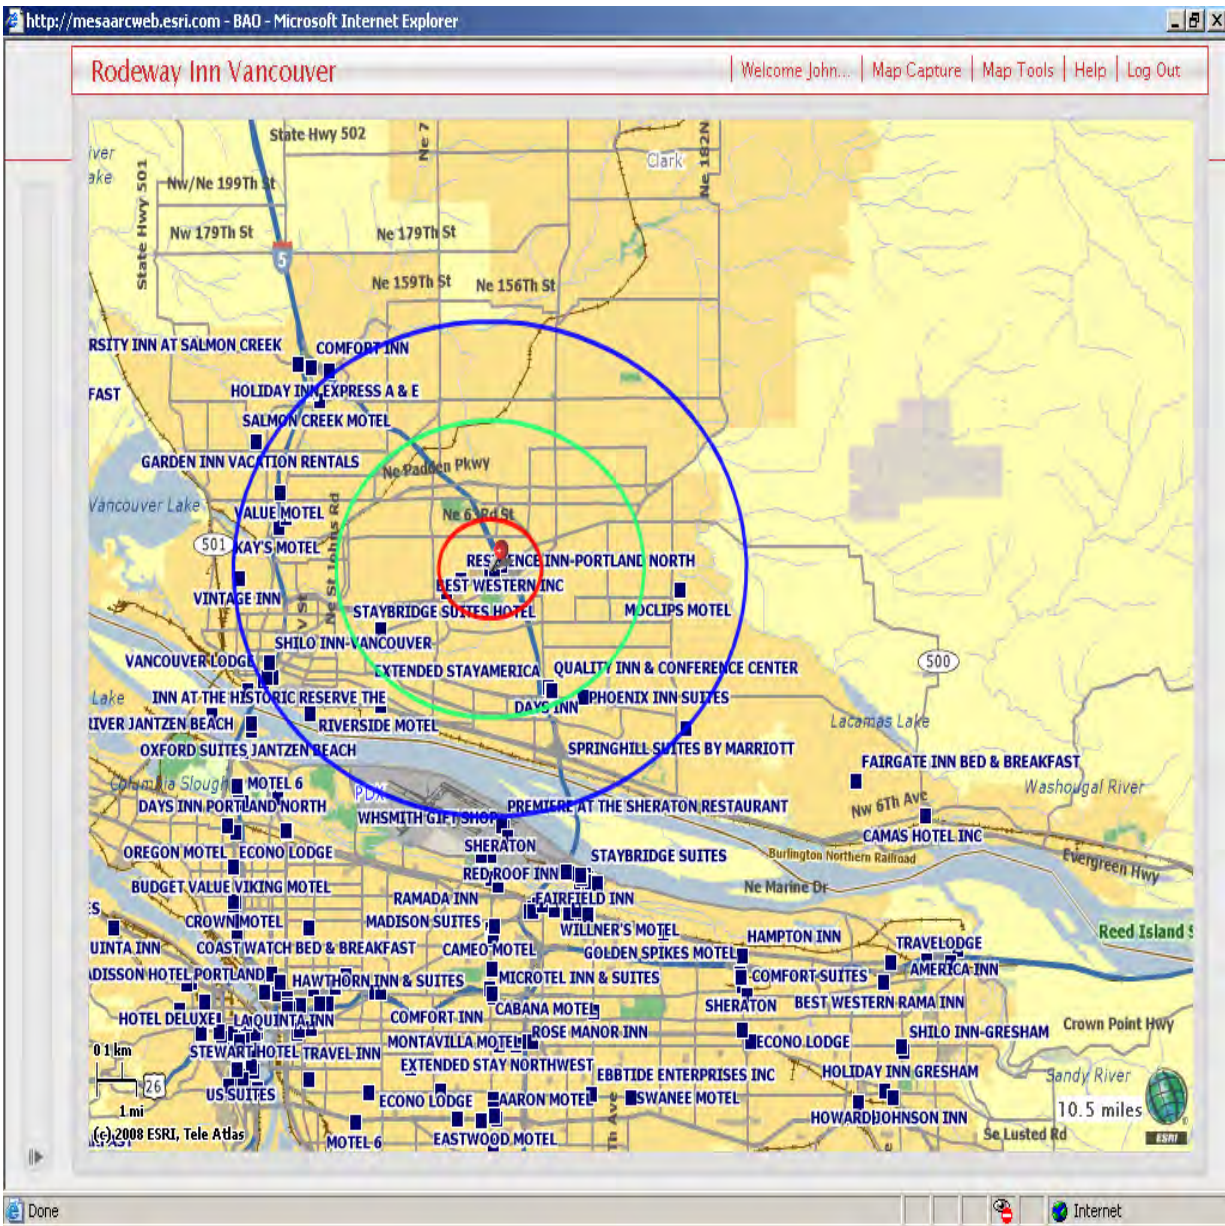 http://mesaarcweb.esri.com - BAO - Microsoft Internet Explorer
Rodeway Inn Vancouver
Welcome John... | Map Capture | Map Tools | Help | Log Out
State Hwy 502
Ne 7
iver
ake
Clark
Ne 182N
Nw/Ne 199Th St
State Hwy 501
Nw 179Th St
Ne 179Th St
5
Ne 159Th St
Ne 156Th St
RSITY INN AT SALMON CREEK
COMFORT INN
FAST
HOLIDAY INN EXPRESS A & E
SALMON CREEK MOTEL
GARDEN INN VACATION RENTALS
Ne Padden Pkwy
Vancouver Lake
VALUE MOTEL
Ne St Johns Rd
501
KAY'S MOTEL
RESIDENCE INN-PORTLAND NORTH
BEST WESTERN INC
VINTAGE INN
V St
STAYBRIDGE SUITES HOTEL
MOCLIPS MOTEL
SHILO INN-VANCOUVER
VANCOUVER LODGE
EXTENDED STAYAMERICA
QUALITY INN & CONFERENCE CENTER
500
Lake
INN AT THE HISTORIC RESERVE THE
DAYS INN
PHOENIX INN SUITES
RIVER JANTZEN BEACH
RIVERSIDE MOTEL
Lacamas Lake
OXFORD SUITES JANTZEN BEACH
SPRINGHILL SUITES BY MARRIOTT
FAIRGATE INN BED & BREAKFAST
Columbia Slough
MOTEL 6
PDX
Washougal River
DAYS INN PORTLAND NORTH
PREMIERE AT THE SHERATON RESTAURANT
Nw 6Th Ave
WHSMITH GIFT SHOP
CAMAS HOTEL INC
SHERATON
OREGON MOTEL
ECONO LODGE
STAYBRIDGE SUITES
Burlington Northern Railroad
Evergreen Hwy
RED ROOF INN
BUDGET VALUE VIKING MOTEL
Ne Marine Dr
RAMADA INN
FAIRFIELD INN
ES
CROWN MOTEL
MADISON SUITES
WILLNER'S MOTEL
Reed Island S
UINTA INN
COAST WATCH BED & BREAKFAST
CAMEO MOTEL
GOLDEN SPIKES MOTEL
HAMPTON INN
TRAVELODGE
ADISSON HOTEL PORTLAND
HAWTHORN INN & SUITES
MICROTEL INN & SUITES
COMFORT SUITES
AMERICA INN
SHERATON
BEST WESTERN RAMA INN
HOTEL DELUXE
LA QUINTA INN
COMFORT INN
CABANA MOTEL
Crown Point Hwy
STEWART HOTEL
TRAVEL INN
MONTAVILLA MOTEL
ROSE MANOR INN
ECONO LODGE
SHILO INN-GRESHAM
0 1 km
EXTENDED STAY NORTHWEST
EBBTIDE ENTERPRISES INC
HOLIDAY INN GRESHAM
Sandy River
26
US SUITES
1 mi
ECONO LODGE
AARON MOTEL
SWANEE MOTEL
HOWARD JOHNSON INN
10.5 miles
(c) 2008 ESRI, Tele Atlas
MOTEL 6
EASTWOOD MOTEL
Th Ave
Se Lusted Rd
ESRI
Done
Internet